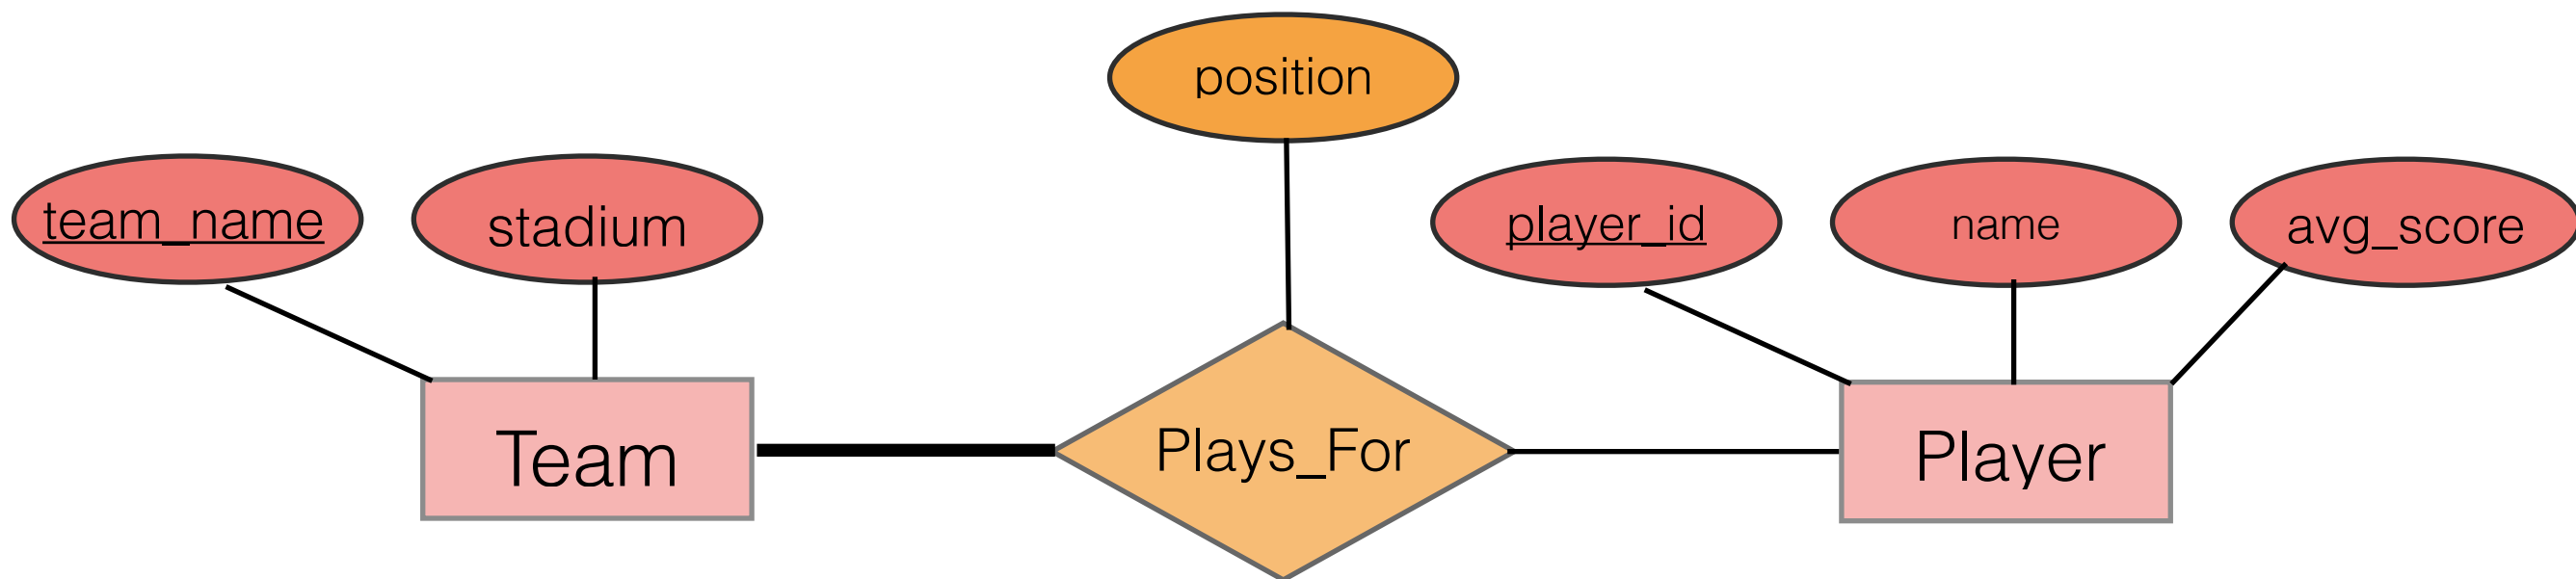 position
team_name
stadium
player_id
name
avg_score
Team
Plays_For
Player